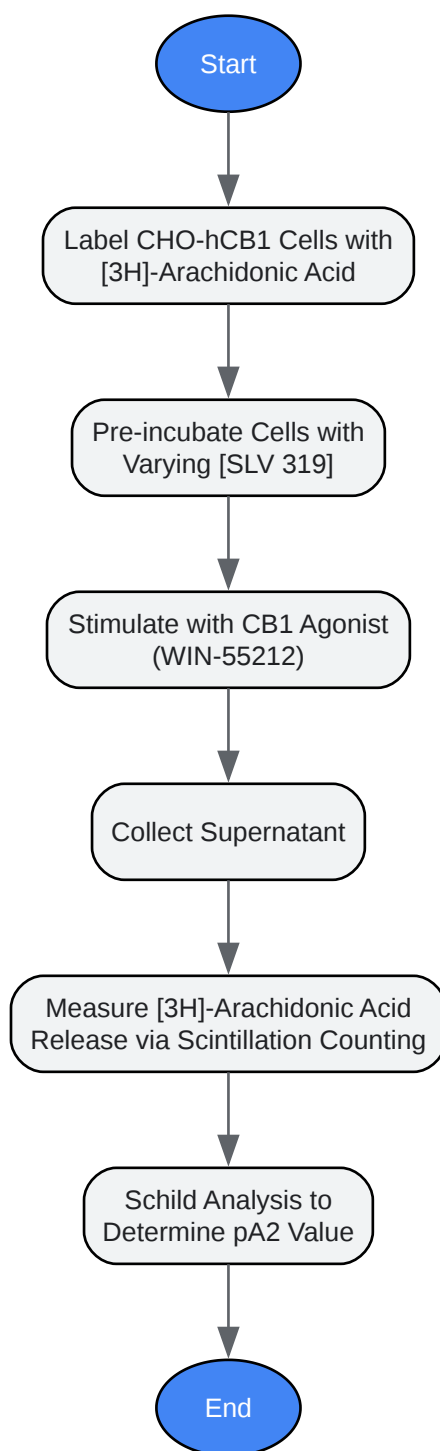 Start
Label CHO-hCB1 Cells with
[3H]-Arachidonic Acid
Pre-incubate Cells with
Varying [SLV 319]
Stimulate with CB1 Agonist
(WIN-55212)
Collect Supernatant
Measure [3H]-Arachidonic Acid
Release via Scintillation Counting
Schild Analysis to
Determine pA2 Value
End